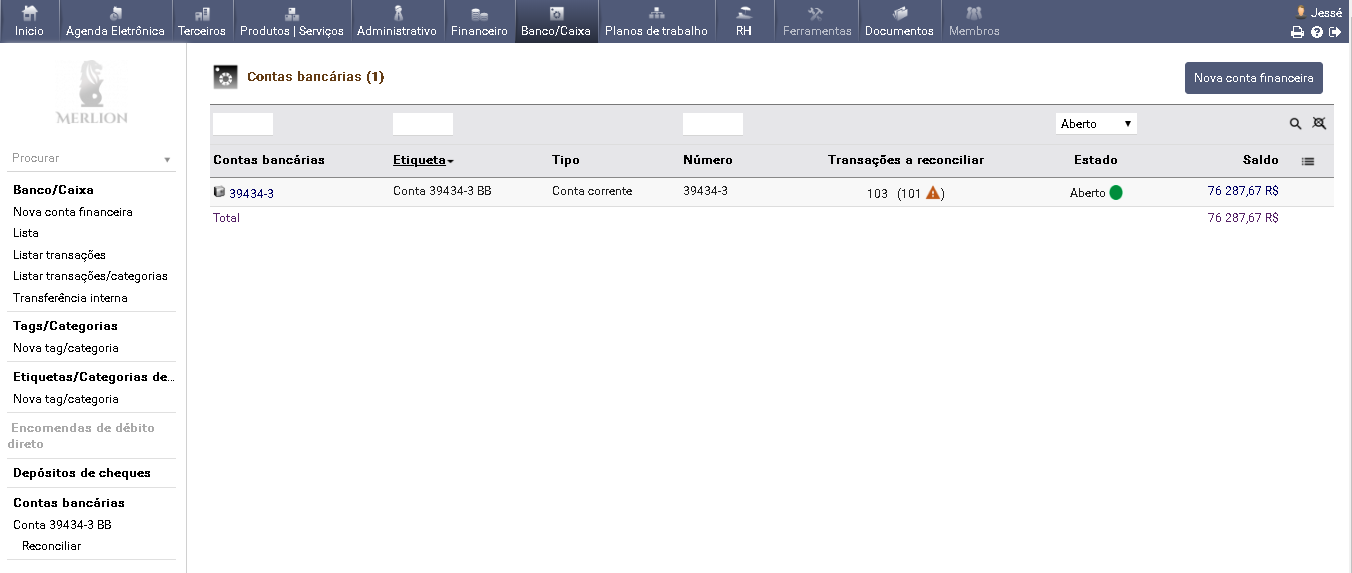 Inicio Agenda Eletrônica Terceiros Produtos | Serviços Administrativo Financeiro Banco/Caixa Planos de trabalho RH Ferramentas Documentos Membros Jessé
MERLION
Procurar
Banco/Caixa
Nova conta financeira
Lista
Listar transações
Listar transações/categorias
Transferência interna
Tags/Categorias
Nova tag/categoria
Etiquetas/Categorias de...
Nova tag/categoria
Encomendas de débito
direto
Depósitos de cheques
Contas bancárias
Conta 39434-3 BB
Reconciliar
Contas bancárias (1)
Nova conta financeira
Aberto
Contas bancárias Etiqueta Tipo Número Transações a reconciliar Estado Saldo
39434-3 Conta 39434-3 BB Conta corrente 39434-3 103 (101 ) Aberto 76 287,67 R$
Total 76 287,67 R$